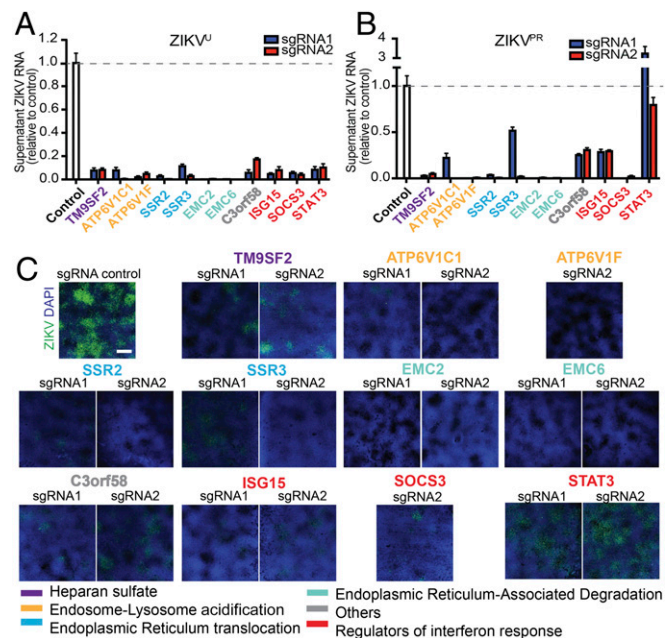 A
ZIKVU
sgRNA1
sgRNA2
Supernatant ZIKV RNA
(relative to control)
1.2
1.0
0.8
0.6
0.4
0.2
0.0
Control
TM9SF2
ATP6V1C1
ATP6V1F
SSR2
SSR3
EMC2
EMC6
C3orf58
ISG15
SOCS3
STAT3
B
ZIKVPR
sgRNA1
sgRNA2
Supernatant ZIKV RNA
(relative to control)
3
2
1.0
0.5
0.0
Control
TM9SF2
ATP6V1C1
ATP6V1F
SSR2
SSR3
EMC2
EMC6
C3orf58
ISG15
SOCS3
STAT3
C
sgRNA control
ZIKV DAPI
TM9SF2
sgRNA1 sgRNA2
ATP6V1C1
sgRNA1 sgRNA2
ATP6V1F
sgRNA2
SSR2
sgRNA1 sgRNA2
SSR3
sgRNA1 sgRNA2
EMC2
sgRNA1 sgRNA2
EMC6
sgRNA1 sgRNA2
C3orf58
sgRNA1 sgRNA2
ISG15
sgRNA1 sgRNA2
SOCS3
sgRNA2
STAT3
sgRNA1 sgRNA2
Heparan sulfate
Endosome-Lysosome acidification
Endoplasmic Reticulum translocation
Endoplasmic Reticulum-Associated Degradation
Others
Regulators of interferon response